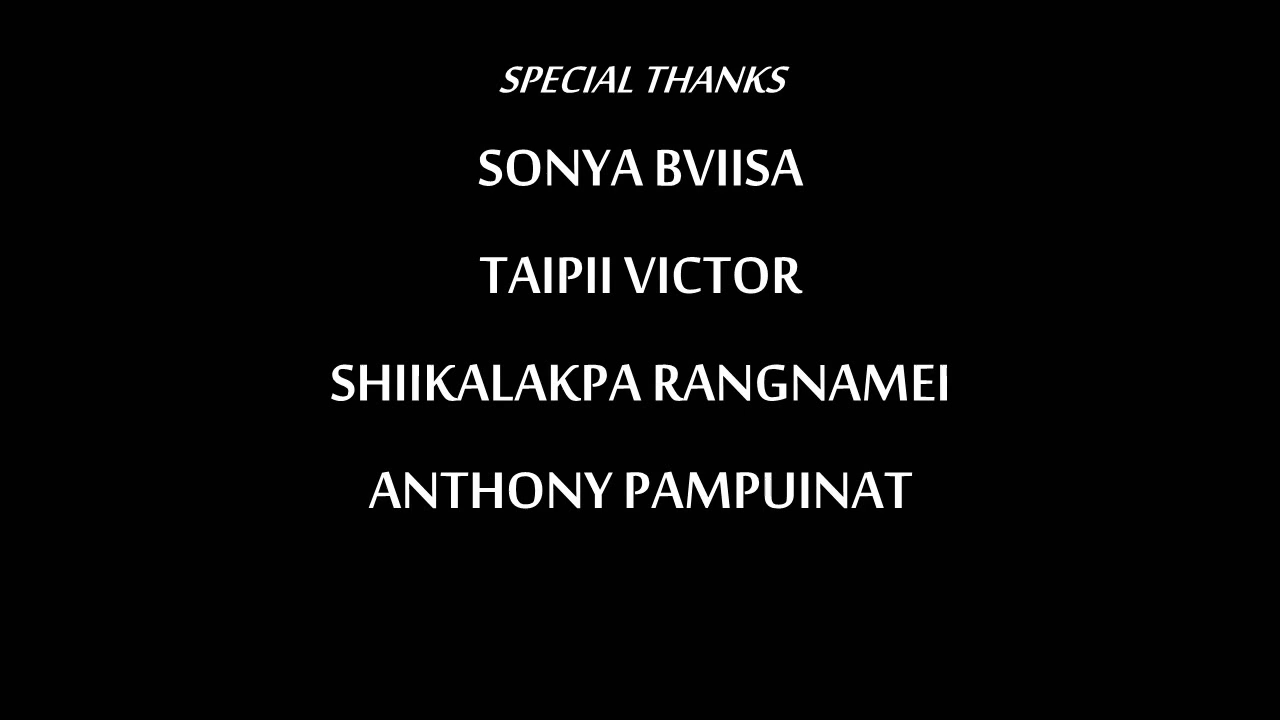 SPECIAL THANKS
SONYA BVIISA
TAIPII VICTOR
SHIIKALAKPA RANGNAMEI
ANTHONY PAMPUINAT